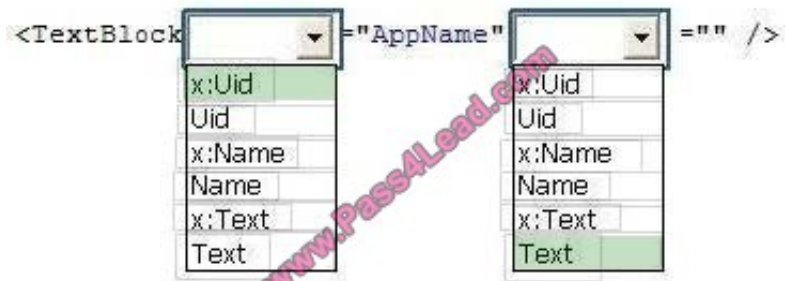 <TextBlock ="AppName" ="" />
x:Uid x:Uid
Uid Uid
x:Name x:Name
Name Name
x:Text x:Text
Text Text
www.Pass4Lead.com